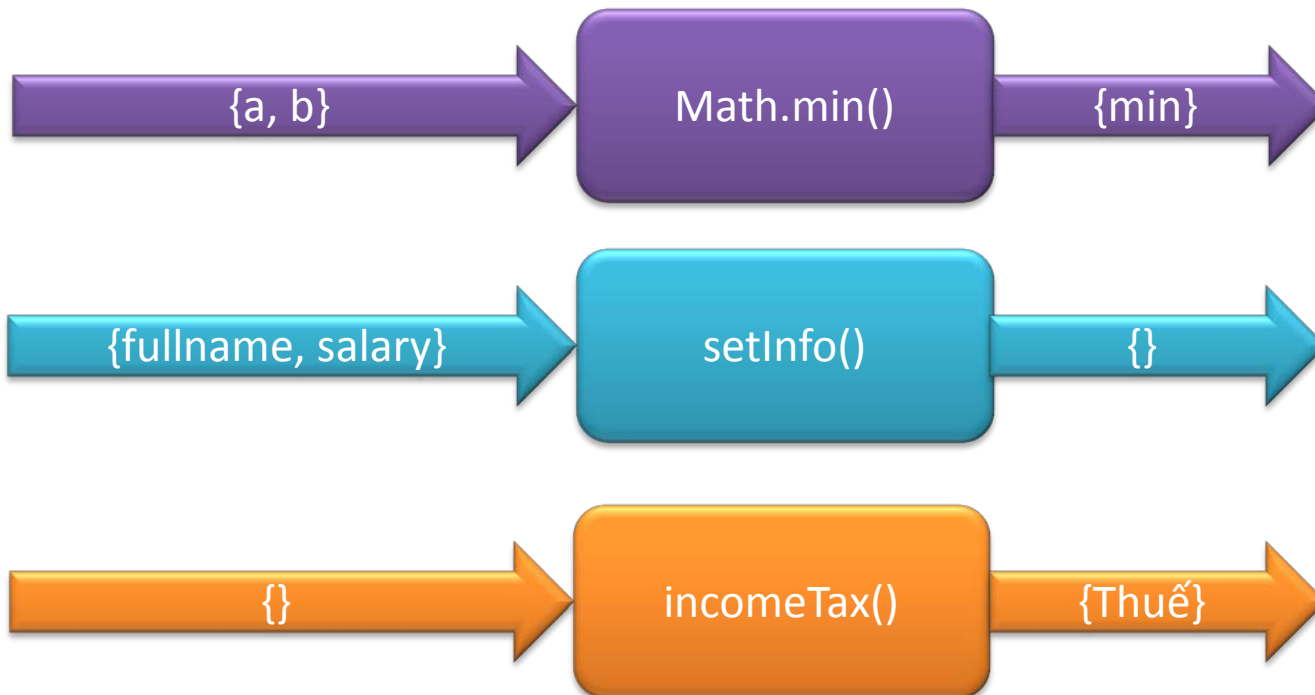 {a, b}
Math.min()
{min}
{fullname, salary}
setInfo()
{}
{}
incomeTax()
{Thuế}